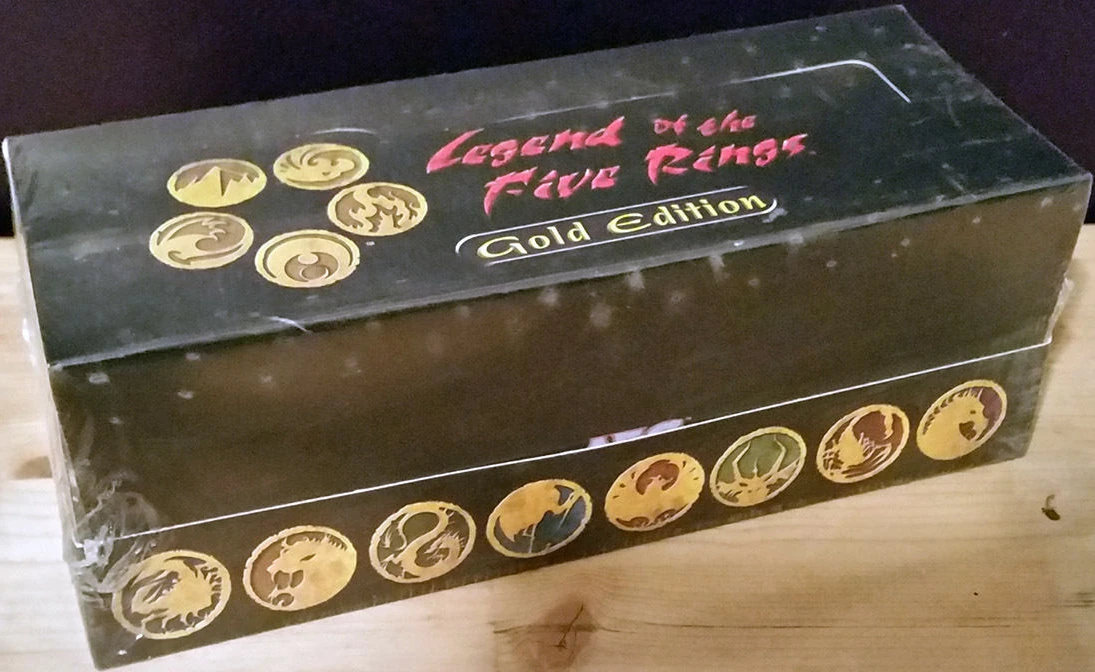 Legend of the
Five Rings
Gold Edition